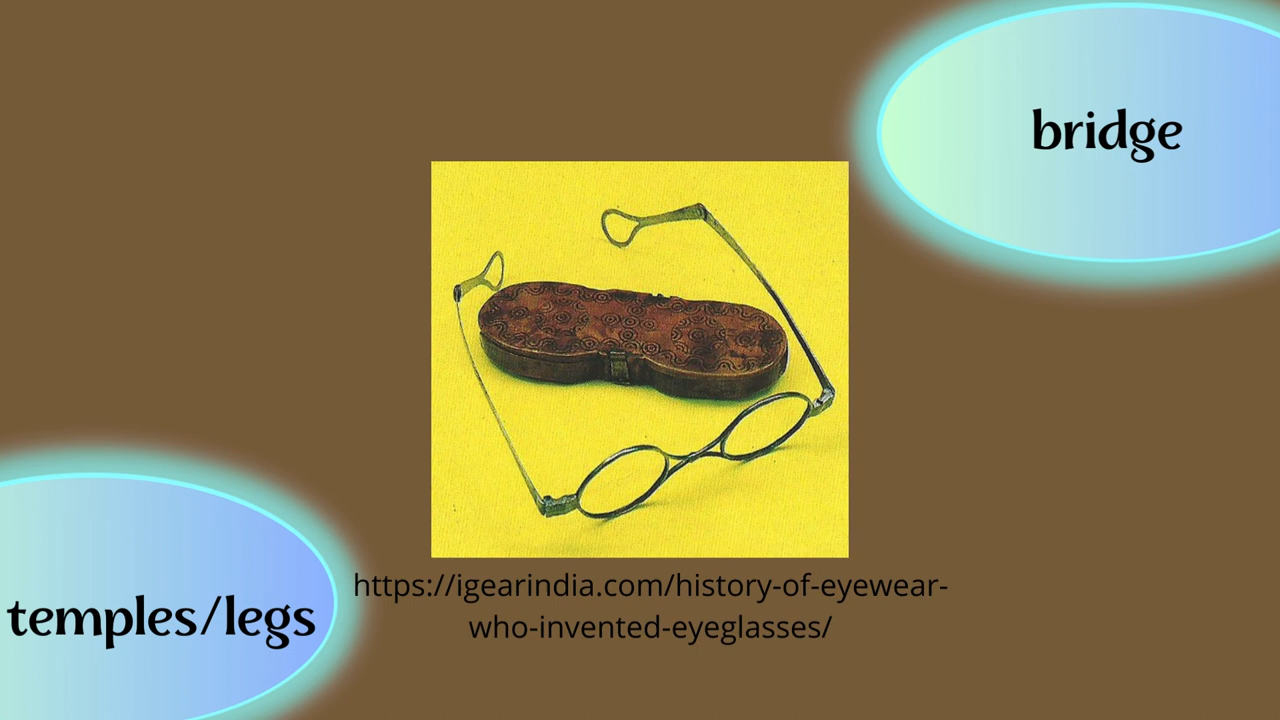 bridge
temples/legs
https://igearindia.com/history-of-eyewear-
who-invented-eyeglasses/